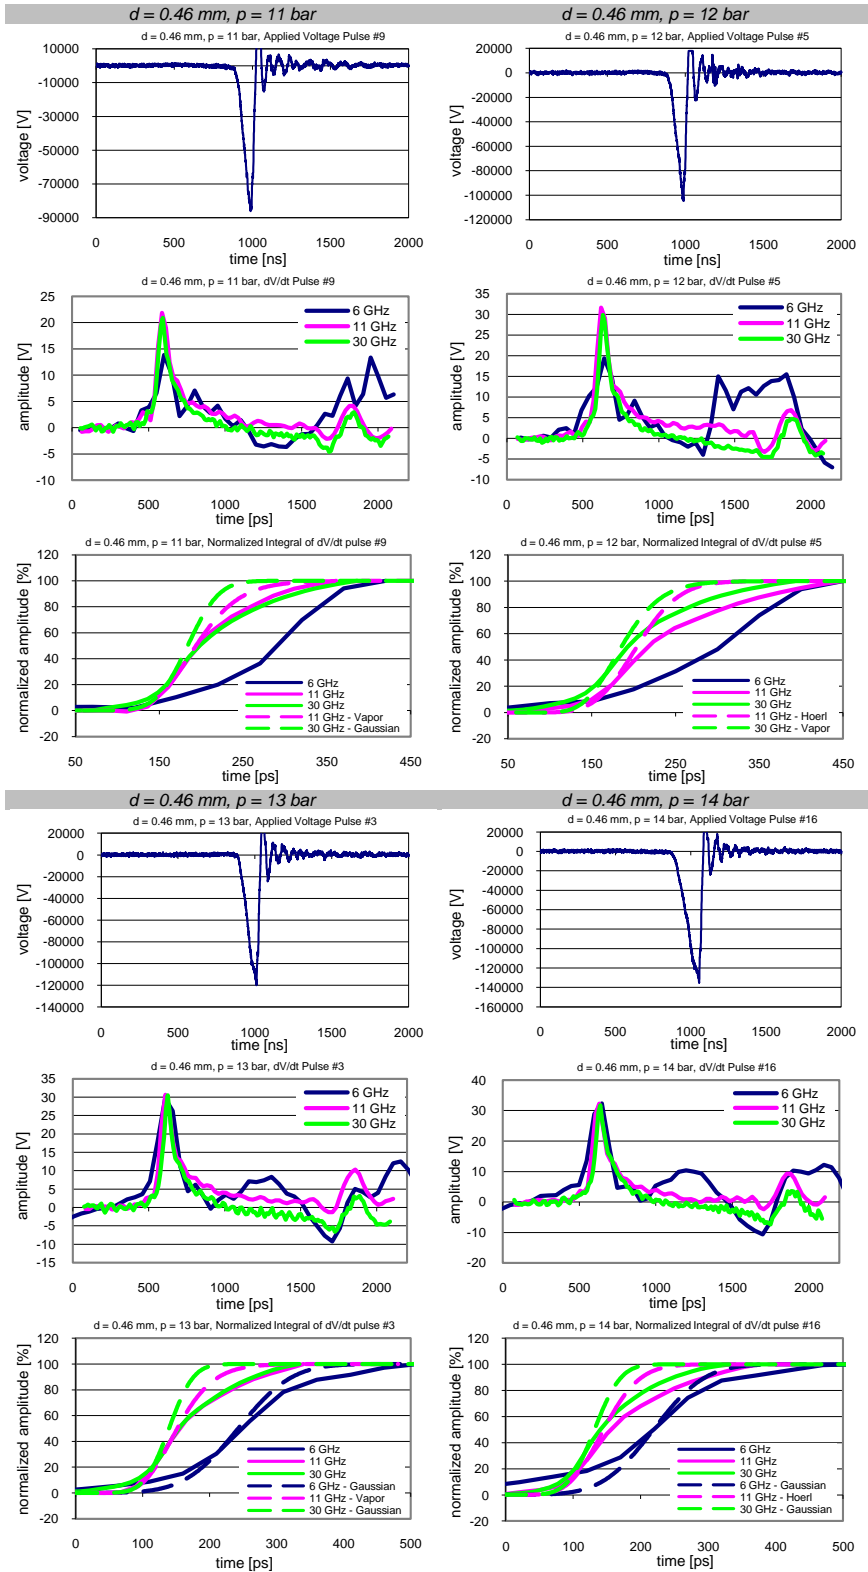 d = 0.46 mm, p = 11 bar
d = 0.46 mm, p = 12 bar
d = 0.46 mm, p = 11 bar, Applied Voltage Pulse #9
10000
-10000
-30000
-50000
-70000
-90000
voltage [V]
0
500
1000
1500
2000
time [ns]
d = 0.46 mm, p = 12 bar, Applied Voltage Pulse #5
20000
0
-20000
-40000
-60000
-80000
-100000
-120000
voltage [V]
0
500
1000
1500
2000
time [ns]
d = 0.46 mm, p = 11 bar, dV/dt Pulse #9
25
20
15
10
5
0
-5
-10
amplitude [V]
6 GHz
11 GHz
30 GHz
0
500
1000
1500
2000
time [ps]
d = 0.46 mm, p = 12 bar, dV/dt Pulse #5
35
30
25
20
15
10
5
0
-5
-10
amplitude [V]
6 GHz
11 GHz
30 GHz
0
500
1000
1500
2000
time [ps]
d = 0.46 mm, p = 11 bar, Normalized Integral of dV/dt pulse #9
120
100
80
60
40
20
0
-20
normalized amplitude [%]
6 GHz
11 GHz
30 GHz
11 GHz - Vapor
30 GHz - Gaussian
50
150
250
350
450
time [ps]
d = 0.46 mm, p = 12 bar, Normalized Integral of dV/dt pulse #5
120
100
80
60
40
20
0
-20
normalized amplitude [%]
6 GHz
11 GHz
30 GHz
11 GHz - Hoerl
30 GHz - Vapor
50
150
250
350
450
time [ps]
d = 0.46 mm, p = 13 bar
d = 0.46 mm, p = 14 bar
d = 0.46 mm, p = 13 bar, Applied Voltage Pulse #3
20000
0
-20000
-40000
-60000
-80000
-100000
-120000
-140000
voltage [V]
0
500
1000
1500
2000
time [ns]
d = 0.46 mm, p = 14 bar, Applied Voltage Pulse #16
20000
0
-20000
-40000
-60000
-80000
-100000
-120000
-140000
-160000
voltage [V]
0
500
1000
1500
2000
time [ns]
d = 0.46 mm, p = 13 bar, dV/dt Pulse #3
35
30
25
20
15
10
5
0
-5
-10
-15
amplitude [V]
6 GHz
11 GHz
30 GHz
0
500
1000
1500
2000
time [ps]
d = 0.46 mm, p = 14 bar, dV/dt Pulse #16
40
30
20
10
0
-10
-20
amplitude [V]
6 GHz
11 GHz
30 GHz
0
500
1000
1500
2000
time [ps]
d = 0.46 mm, p = 13 bar, Normalized Integral of dV/dt pulse #3
120
100
80
60
40
20
0
-20
normalized amplitude [%]
6 GHz
11 GHz
30 GHz
6 GHz - Gaussian
11 GHz - Vapor
30 GHz - Gaussian
0
100
200
300
400
500
time [ps]
d = 0.46 mm, p = 14 bar, Normalized Integral of dV/dt pulse #16
120
100
80
60
40
20
0
-20
normalized amplitude [%]
6 GHz
11 GHz
30 GHz
6 GHz - Gaussian
11 GHz - Hoerl
30 GHz - Gaussian
0
100
200
300
400
500
time [ps]